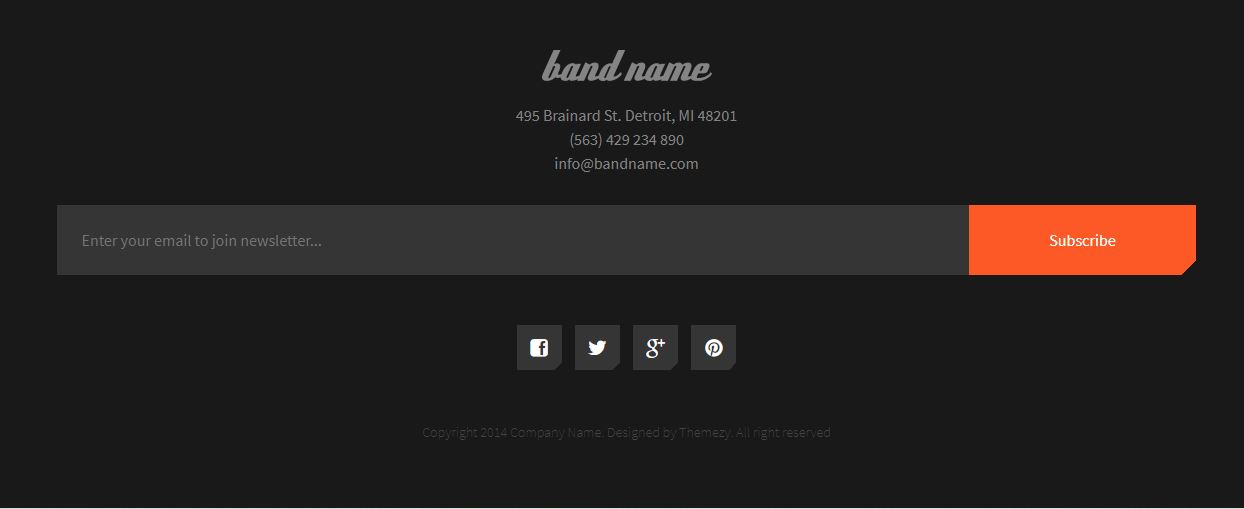 band name
495 Brainard St. Detroit, MI 48201
(563) 429 234 890
info@bandname.com
Enter your email to join newsletter...
Subscribe
Copyright 2014 Company Name. Designed by Themezy. All right reserved